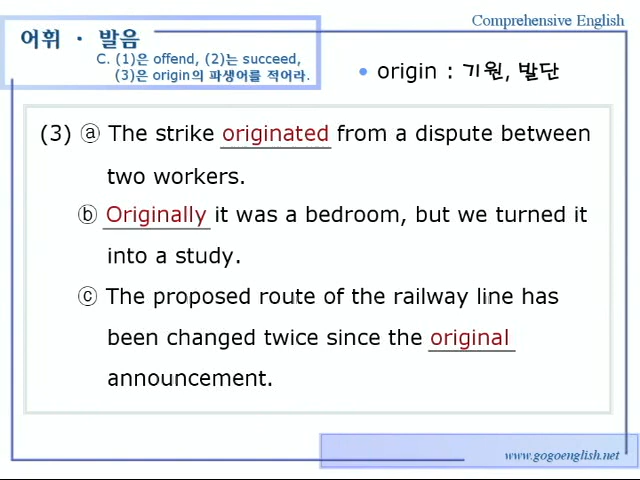 Comprehensive English
어휘 · 발음
C. (1)은 offend, (2)는 succeed,
(3)은 origin의 파생어를 적어라.
• origin : 기원, 발단
(3) ⓐ The strike originated from a dispute between
two workers.
ⓑ Originally it was a bedroom, but we turned it
into a study.
ⓒ The proposed route of the railway line has
been changed twice since the original
announcement.
www.gogoenglish.net